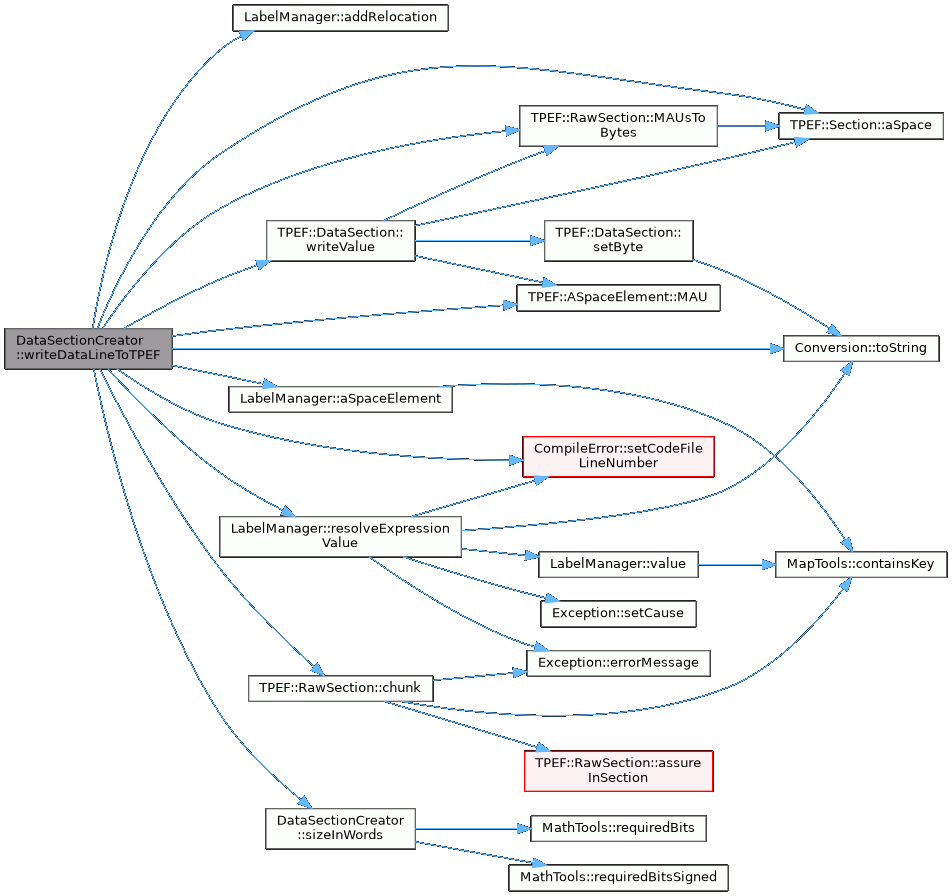 LabelManager::addRelocation
TPEF::RawSection::MAUsTo
Bytes
TPEF::Section::aSpace
TPEF::DataSection::
writeValue
TPEF::DataSection::
setByte
TPEF::ASpaceElement::MAU
DataSectionCreator
::writeDataLineToTPEF
Conversion::toString
LabelManager::aSpaceElement
CompileError::setCodeFile
LineNumber
LabelManager::resolveExpression
Value
LabelManager::value
MapTools::containsKey
Exception::setCause
Exception::errorMessage
TPEF::RawSection::chunk
TPEF::RawSection::assure
InSection
DataSectionCreator
::sizeInWords
MathTools::requiredBits
MathTools::requiredBitsSigned